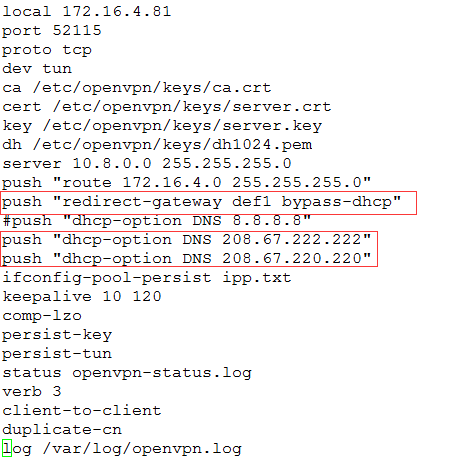 local 172.16.4.81
port 52115
proto tcp
dev tun
ca /etc/openvpn/keys/ca.crt
cert /etc/openvpn/keys/server.crt
key /etc/openvpn/keys/server.key
dh /etc/openvpn/keys/dh1024.pem
server 10.8.0.0 255.255.255.0
push "route 172.16.4.0 255.255.255.0"
push "redirect-gateway def1 bypass-dhcp"
#push "dhcp-option DNS 8.8.8.8"
push "dhcp-option DNS 208.67.222.222"
push "dhcp-option DNS 208.67.220.220"
ifconfig-pool-persist ipp.txt
keepalive 10 120
comp-lzo
persist-key
persist-tun
status openvpn-status.log
verb 3
client-to-client
duplicate-cn
log /var/log/openvpn.log